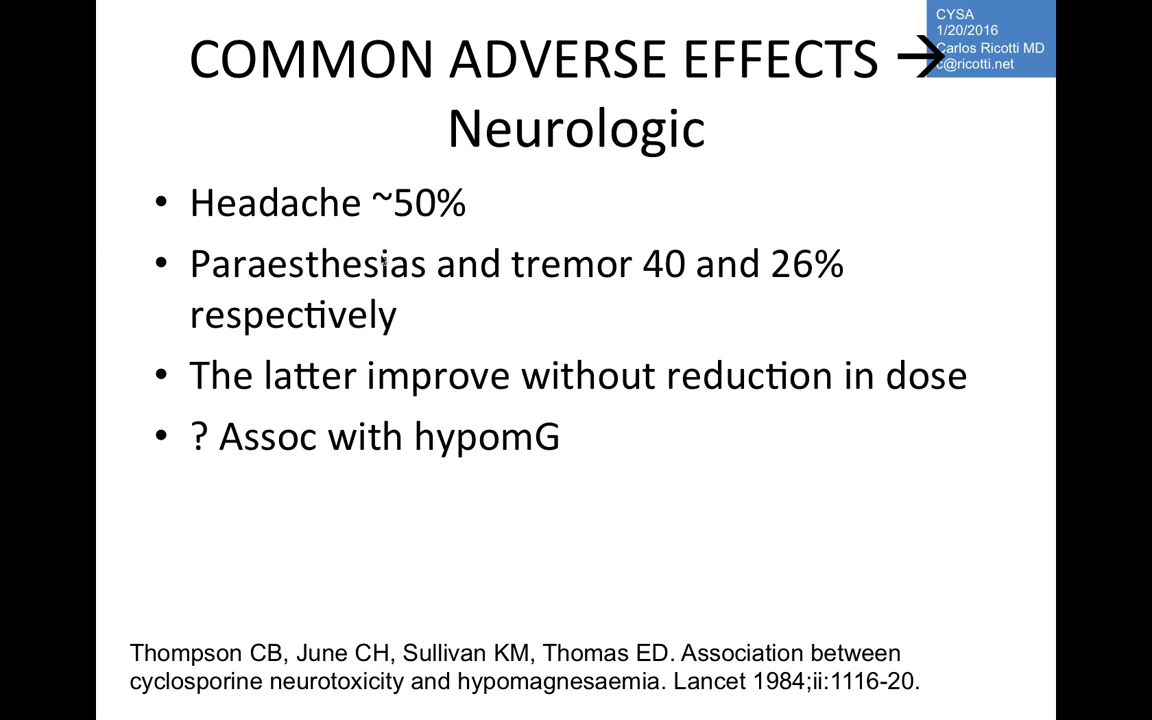 CYSA
1/20/2016
Carlos Ricotti MD
c@ricotti.net
COMMON ADVERSE EFFECTS →
Neurologic
• Headache ~50%
• Paraesthesias and tremor 40 and 26%
respectively
• The latter improve without reduction in dose
• ? Assoc with hypomG
Thompson CB, June CH, Sullivan KM, Thomas ED. Association between
cyclosporine neurotoxicity and hypomagnesaemia. Lancet 1984;ii:1116-20.